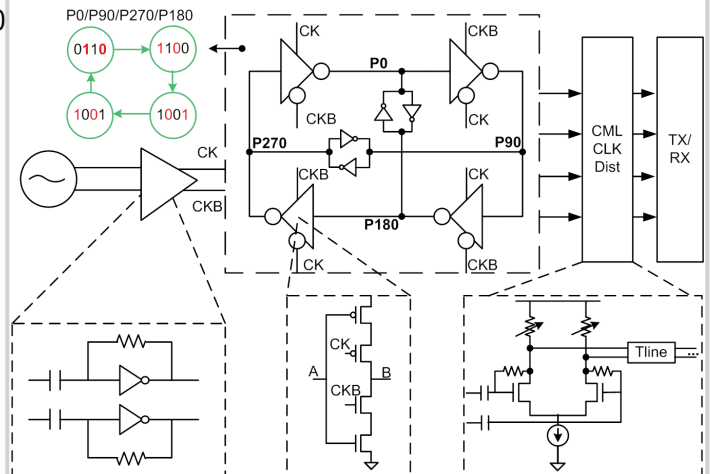 P0/P90/P270/P180
0110
1100
1001
1001
CK
CKB
CK
CKB
P0
CKB
CK
P270
P90
CKB
CK
P180
CK
CKB
CML
CLK
Dist
TX/
RX
A
CK
CKB
B
Tline
...